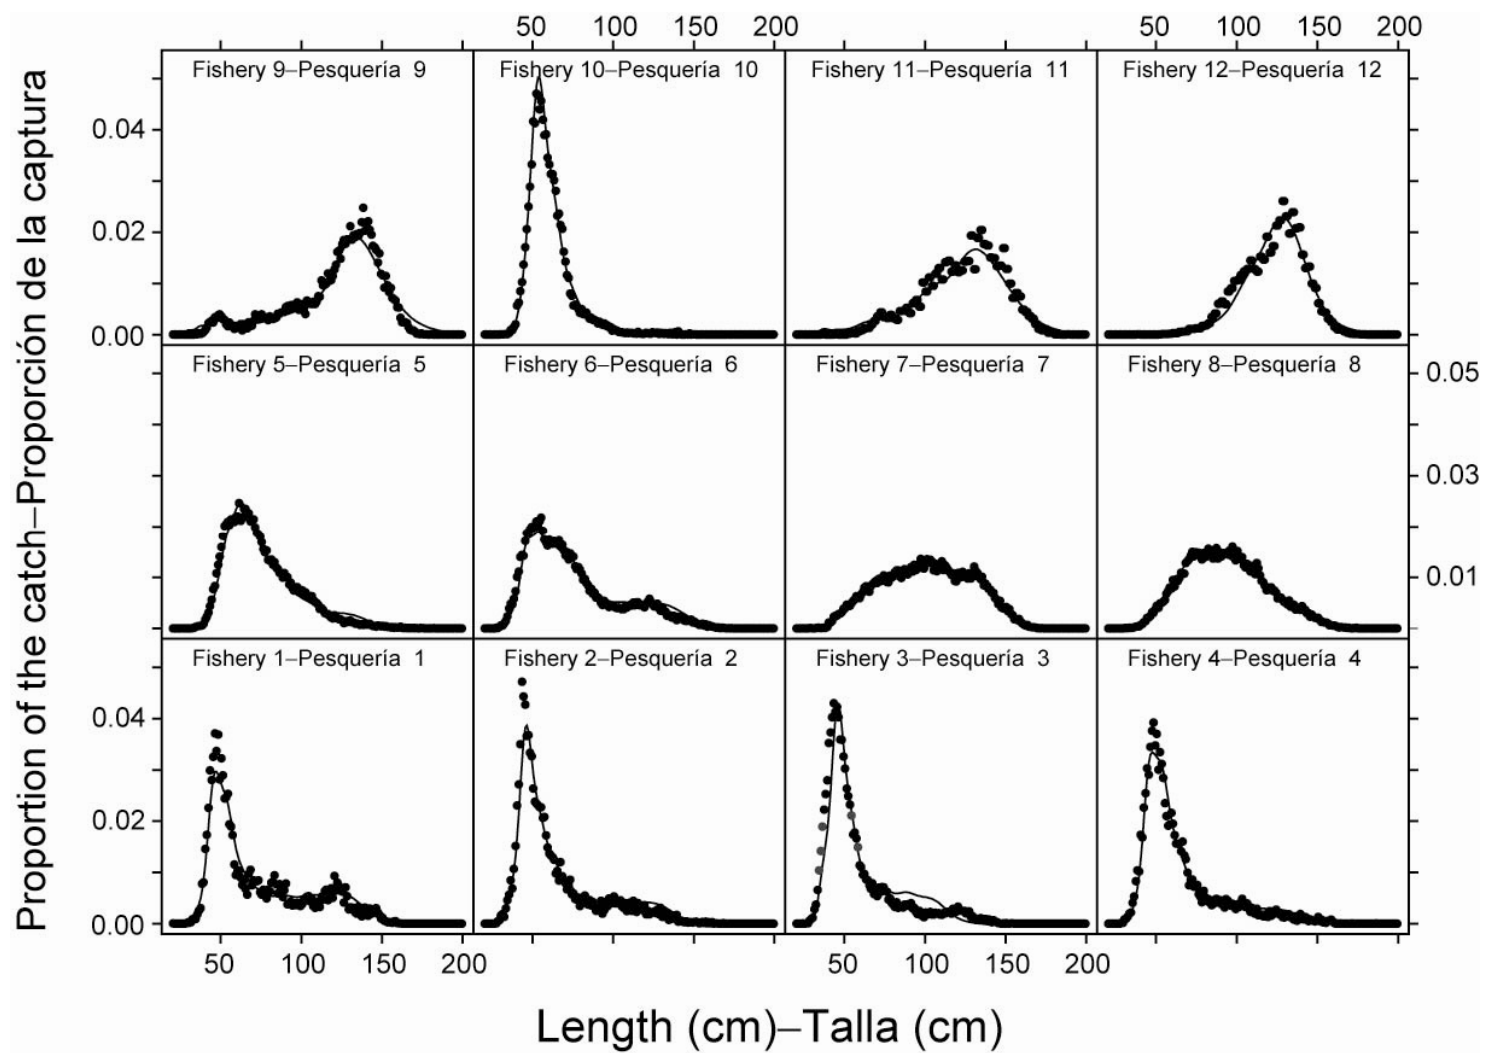 50 100 150 200 50 100 150 200
Fishery 9–Pesquería 9 Fishery 10–Pesquería 10 Fishery 11–Pesquería 11 Fishery 12–Pesquería 12
0.04
0.02
0.00
Fishery 5–Pesquería 5 Fishery 6–Pesquería 6 Fishery 7–Pesquería 7 Fishery 8–Pesquería 8
0.05
0.03
0.01
Fishery 1–Pesquería 1 Fishery 2–Pesquería 2 Fishery 3–Pesquería 3 Fishery 4–Pesquería 4
0.04
0.02
0.00
50 100 150 200 50 100 150 200
Length (cm)–Talla (cm)
Proportion of the catch–Proporción de la captura